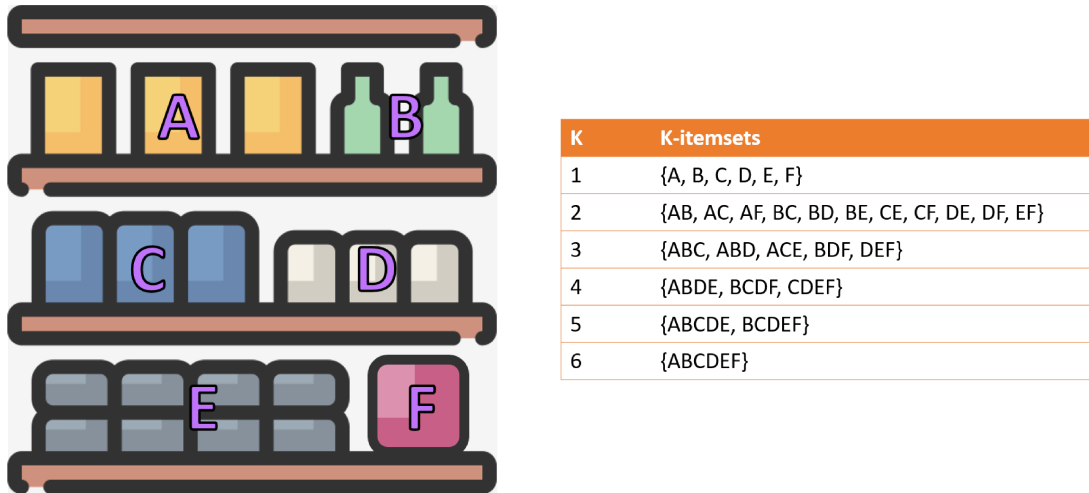 A
B
C
D
E
F
K K-itemsets
1 {A, B, C, D, E, F}
2 {AB, AC, AF, BC, BD, BE, CE, CF, DE, DF, EF}
3 {ABC, ABD, ACE, BDF, DEF}
4 {ABDE, BCDF, CDEF}
5 {ABCDE, BCDEF}
6 {ABCDEF}